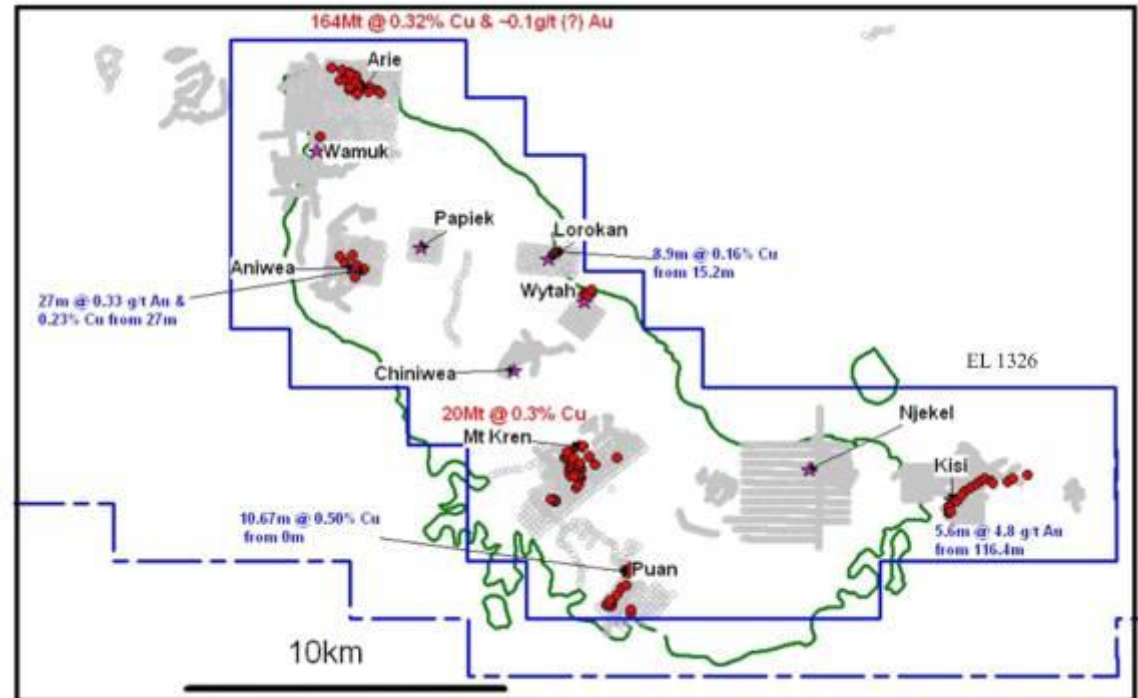 164Mt @ 0.32% Cu & ~0.1g/t (?) Au
Arie
Wamuk
Papiek
Lorokan
8.9m @ 0.16% Cu
from 15.2m
Aniwea
Wytah
27m @ 0.33 g/t Au &
0.23% Cu from 27m
EL 1326
Chiniwea
20Mt @ 0.3% Cu
Mt Kren
Njekel
Kisi
10.67m @ 0.50% Cu
from 0m
5.6m @ 4.8 g/t Au
from 116.4m
Puan
10km